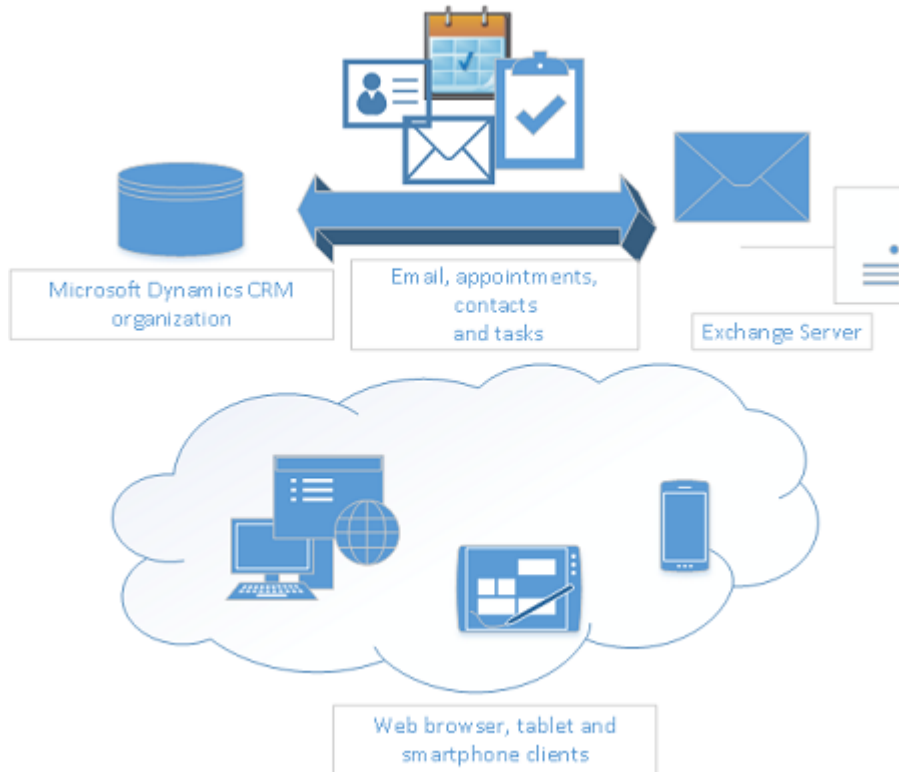 Microsoft Dynamics CRM
organization
Email, appointments,
contacts
and tasks
Exchange Server
Web browser, tablet and
smartphone clients